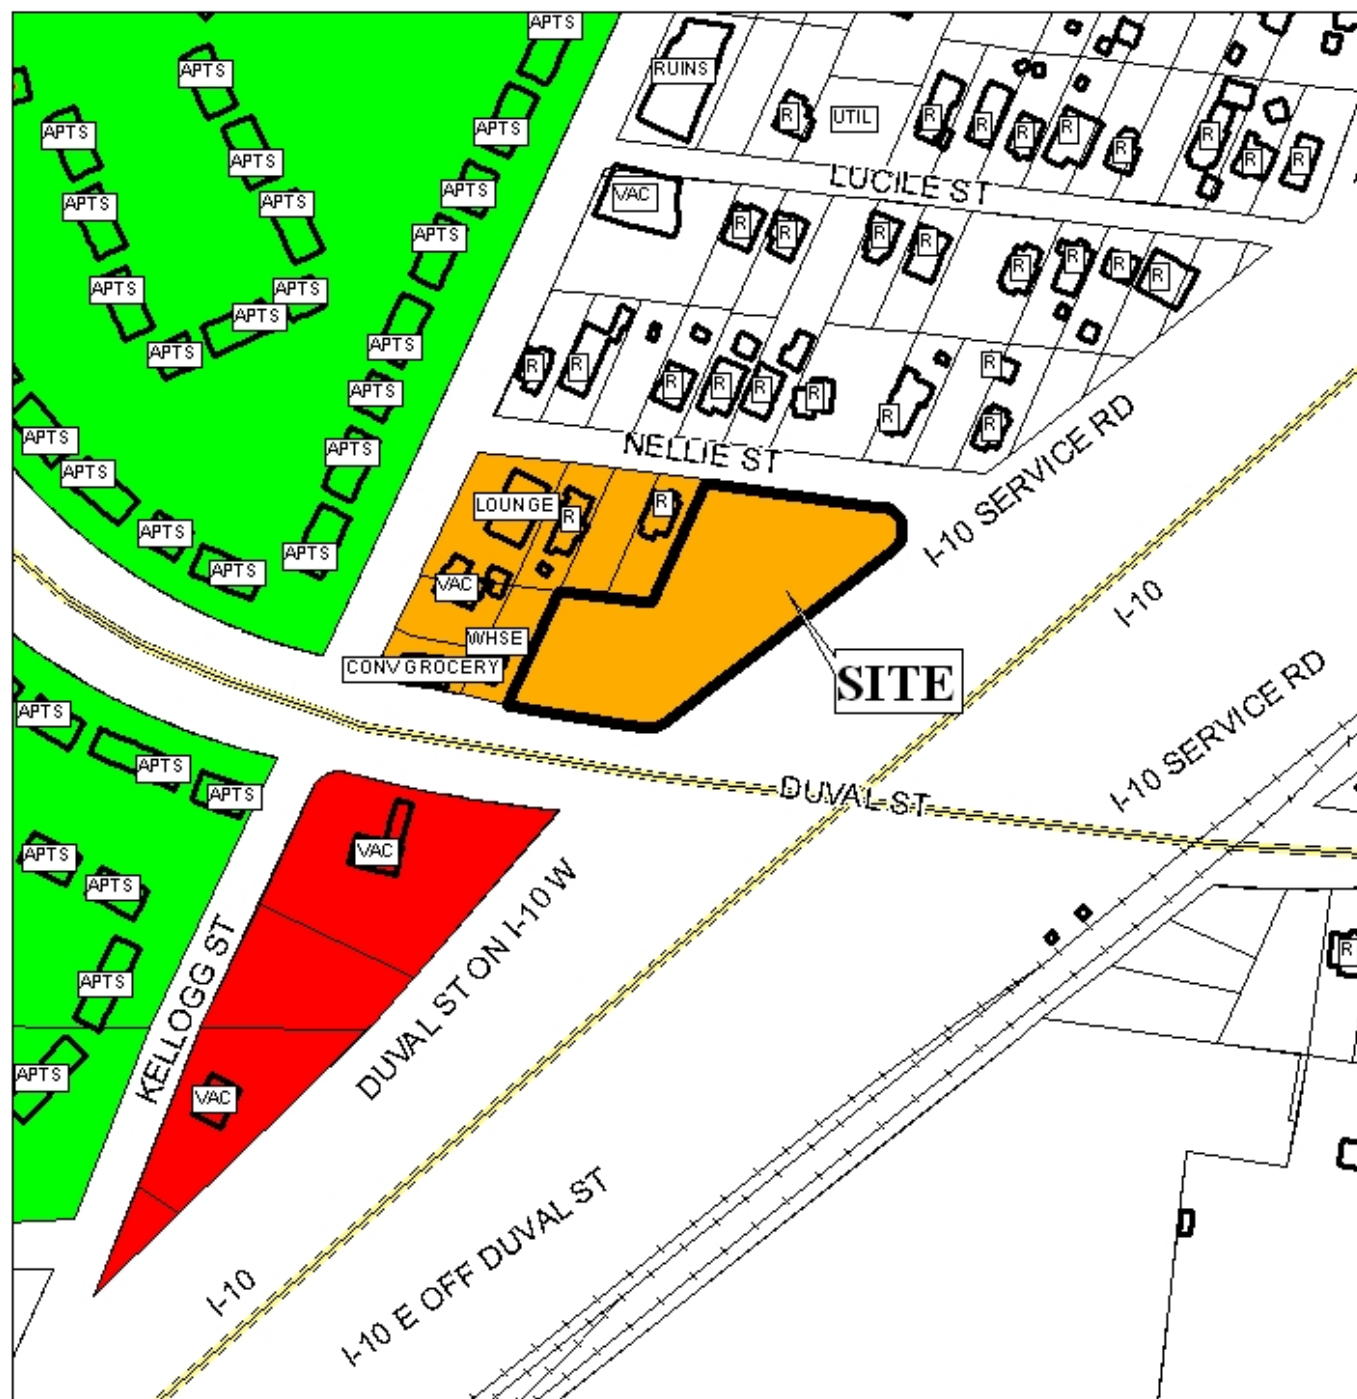 APTS
APTS
RUINS
APTS
APTS
APTS
R
UTIL
R
R
R
R
R
R
R
R
LUCILE ST
APTS
APTS
APTS
VAC
APTS
R
R
R
R
R
R
R
R
APTS
APTS
APTS
APTS
APTS
R
R
R
R
R
R
R
R
R
APTS
APTS
APTS
APTS
NELLIE ST
I-10 SERVICE RD
LOUNGE
R
R
APTS
APTS
APTS
VAC
I-10
WHSE
CONV GROCERY
SITE
I-10 SERVICE RD
APTS
APTS
APTS
DUVAL ST
VAC
APTS
APTS
DUVAL ST ON I-10 W
KELLOGG ST
R
APTS
APTS
VAC
I-10
I-10 E OFF DUVAL ST